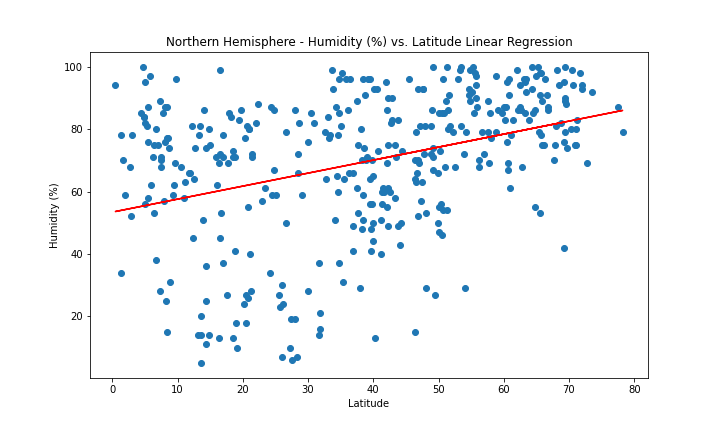 Northern Hemisphere - Humidity (%) vs. Latitude Linear Regression
100
80
60
40
20
Humidity (%)
0 10 20 30 40 50 60 70 80
Latitude